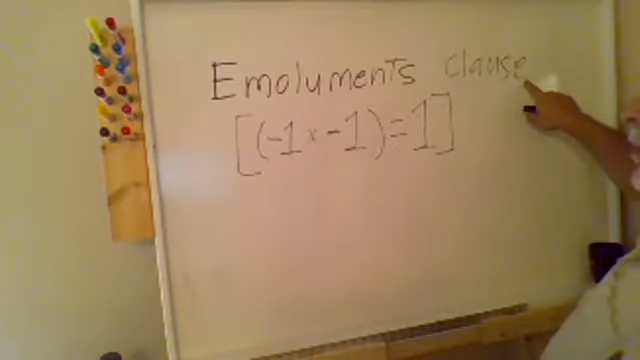 Emoluments clause
[(-1 x -1) = 1]